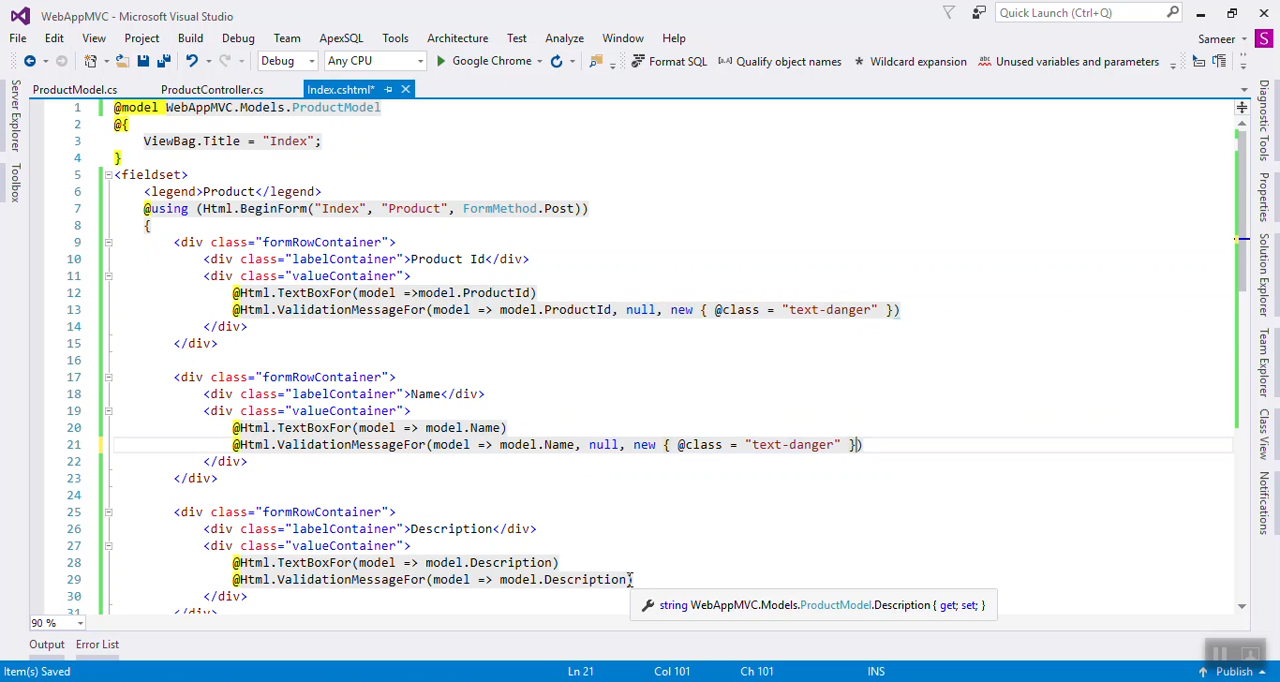 WebAppMVC - Microsoft Visual Studio
Quick Launch (Ctrl+Q)
File Edit View Project Build Debug Team ApexSQL Tools Architecture Test Analyze Window Help
Sameer S
Debug Any CPU Google Chrome Format SQL Qualify object names Wildcard expansion Unused variables and parameters
ProductModel.cs ProductController.cs Index.cshtml*
Server Explorer
Toolbox
1 @model WebAppMVC.Models.ProductModel
2 @{
3 ViewBag.Title = "Index";
4 }
5 <fieldset>
6 <legend>Product</legend>
7 @using (Html.BeginForm("Index", "Product", FormMethod.Post))
8 {
9 <div class="formRowContainer">
10 <div class="labelContainer">Product Id</div>
11 <div class="valueContainer">
12 @Html.TextBoxFor(model =>model.ProductId)
13 @Html.ValidationMessageFor(model => model.ProductId, null, new { @class = "text-danger" })
14 </div>
15 </div>
16
17 <div class="formRowContainer">
18 <div class="labelContainer">Name</div>
19 <div class="valueContainer">
20 @Html.TextBoxFor(model => model.Name)
21 @Html.ValidationMessageFor(model => model.Name, null, new { @class = "text-danger" })
22 </div>
23 </div>
24
25 <div class="formRowContainer">
26 <div class="labelContainer">Description</div>
27 <div class="valueContainer">
28 @Html.TextBoxFor(model => model.Description)
29 @Html.ValidationMessageFor(model => model.Description)
30 </div>
31 </div>
string WebAppMVC.Models.ProductModel.Description { get; set; }
Diagnostic Tools
Properties
Solution Explorer
Team Explorer
Class View
Notifications
90 %
Output Error List
Item(s) Saved Ln 21 Col 101 Ch 101 INS Publish